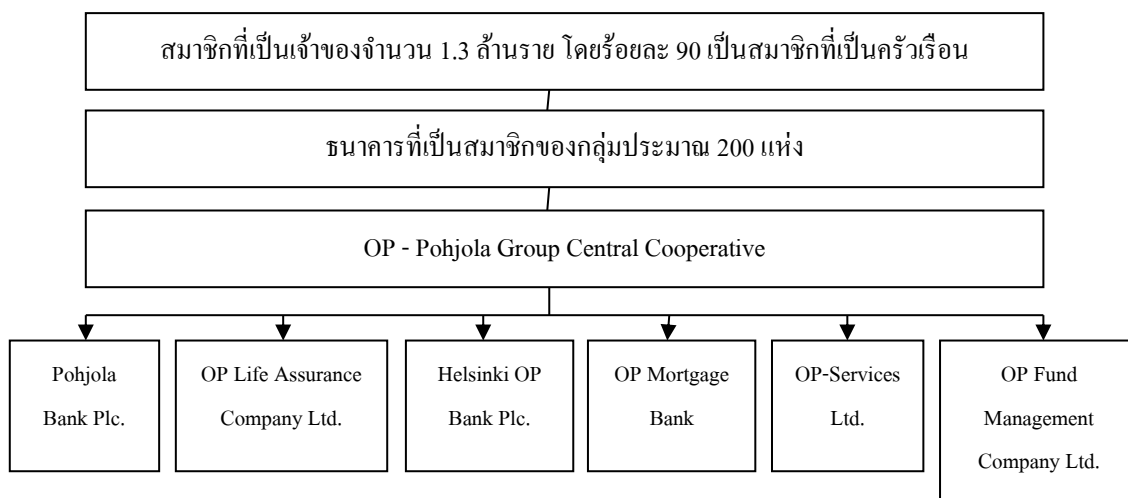 สมาชิกที่เป็นเจ้าของจำนวน 1.3 ล้านราย โดยร้อยละ 90 เป็นสมาชิกที่เป็นครัวเรือน
ธนาคารที่เป็นสมาชิกของกลุ่มประมาณ 200 แห่ง
OP - Pohjola Group Central Cooperative
Pohjola
Bank Plc.
OP Life Assurance
Company Ltd.
Helsinki OP
Bank Plc.
OP Mortgage
Bank
OP-Services
Ltd.
OP Fund
Management
Company Ltd.